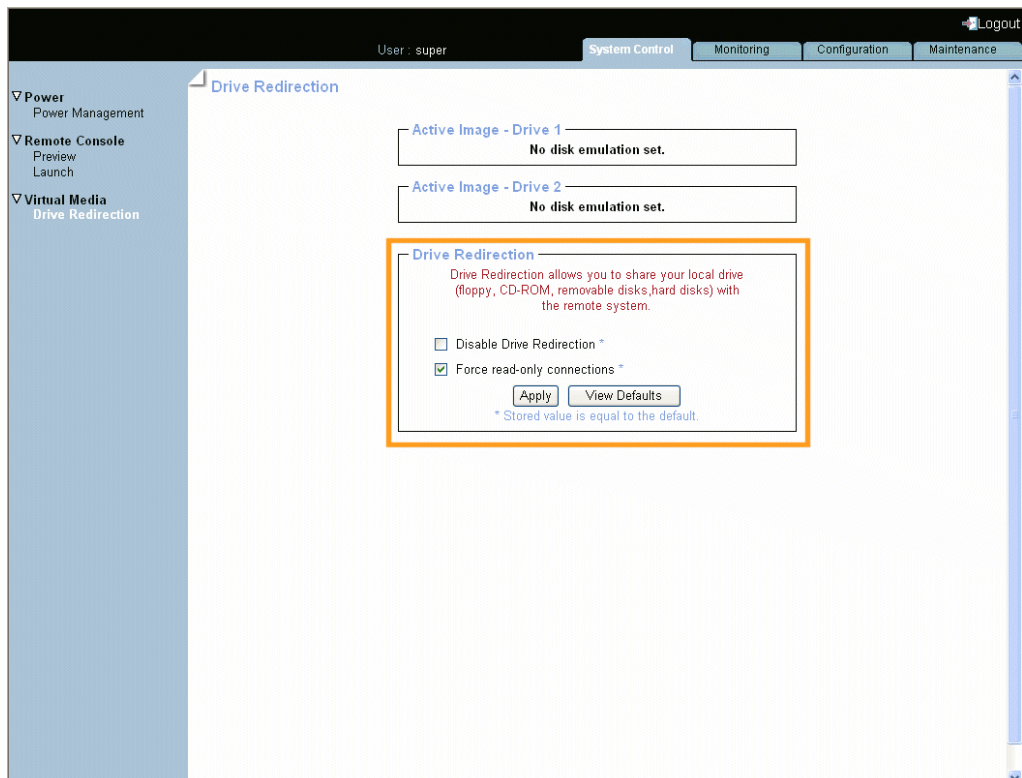 Logout
User : super
System Control
Monitoring
Configuration
Maintenance
Power
Power Management
Remote Console
Preview
Launch
Virtual Media
Drive Redirection
Drive Redirection
Active Image - Drive 1
No disk emulation set.
Active Image - Drive 2
No disk emulation set.
Drive Redirection
Drive Redirection allows you to share your local drive
(floppy, CD-ROM, removable disks,hard disks) with
the remote system.
Disable Drive Redirection *
Force read-only connections *
Apply
View Defaults
* Stored value is equal to the default.